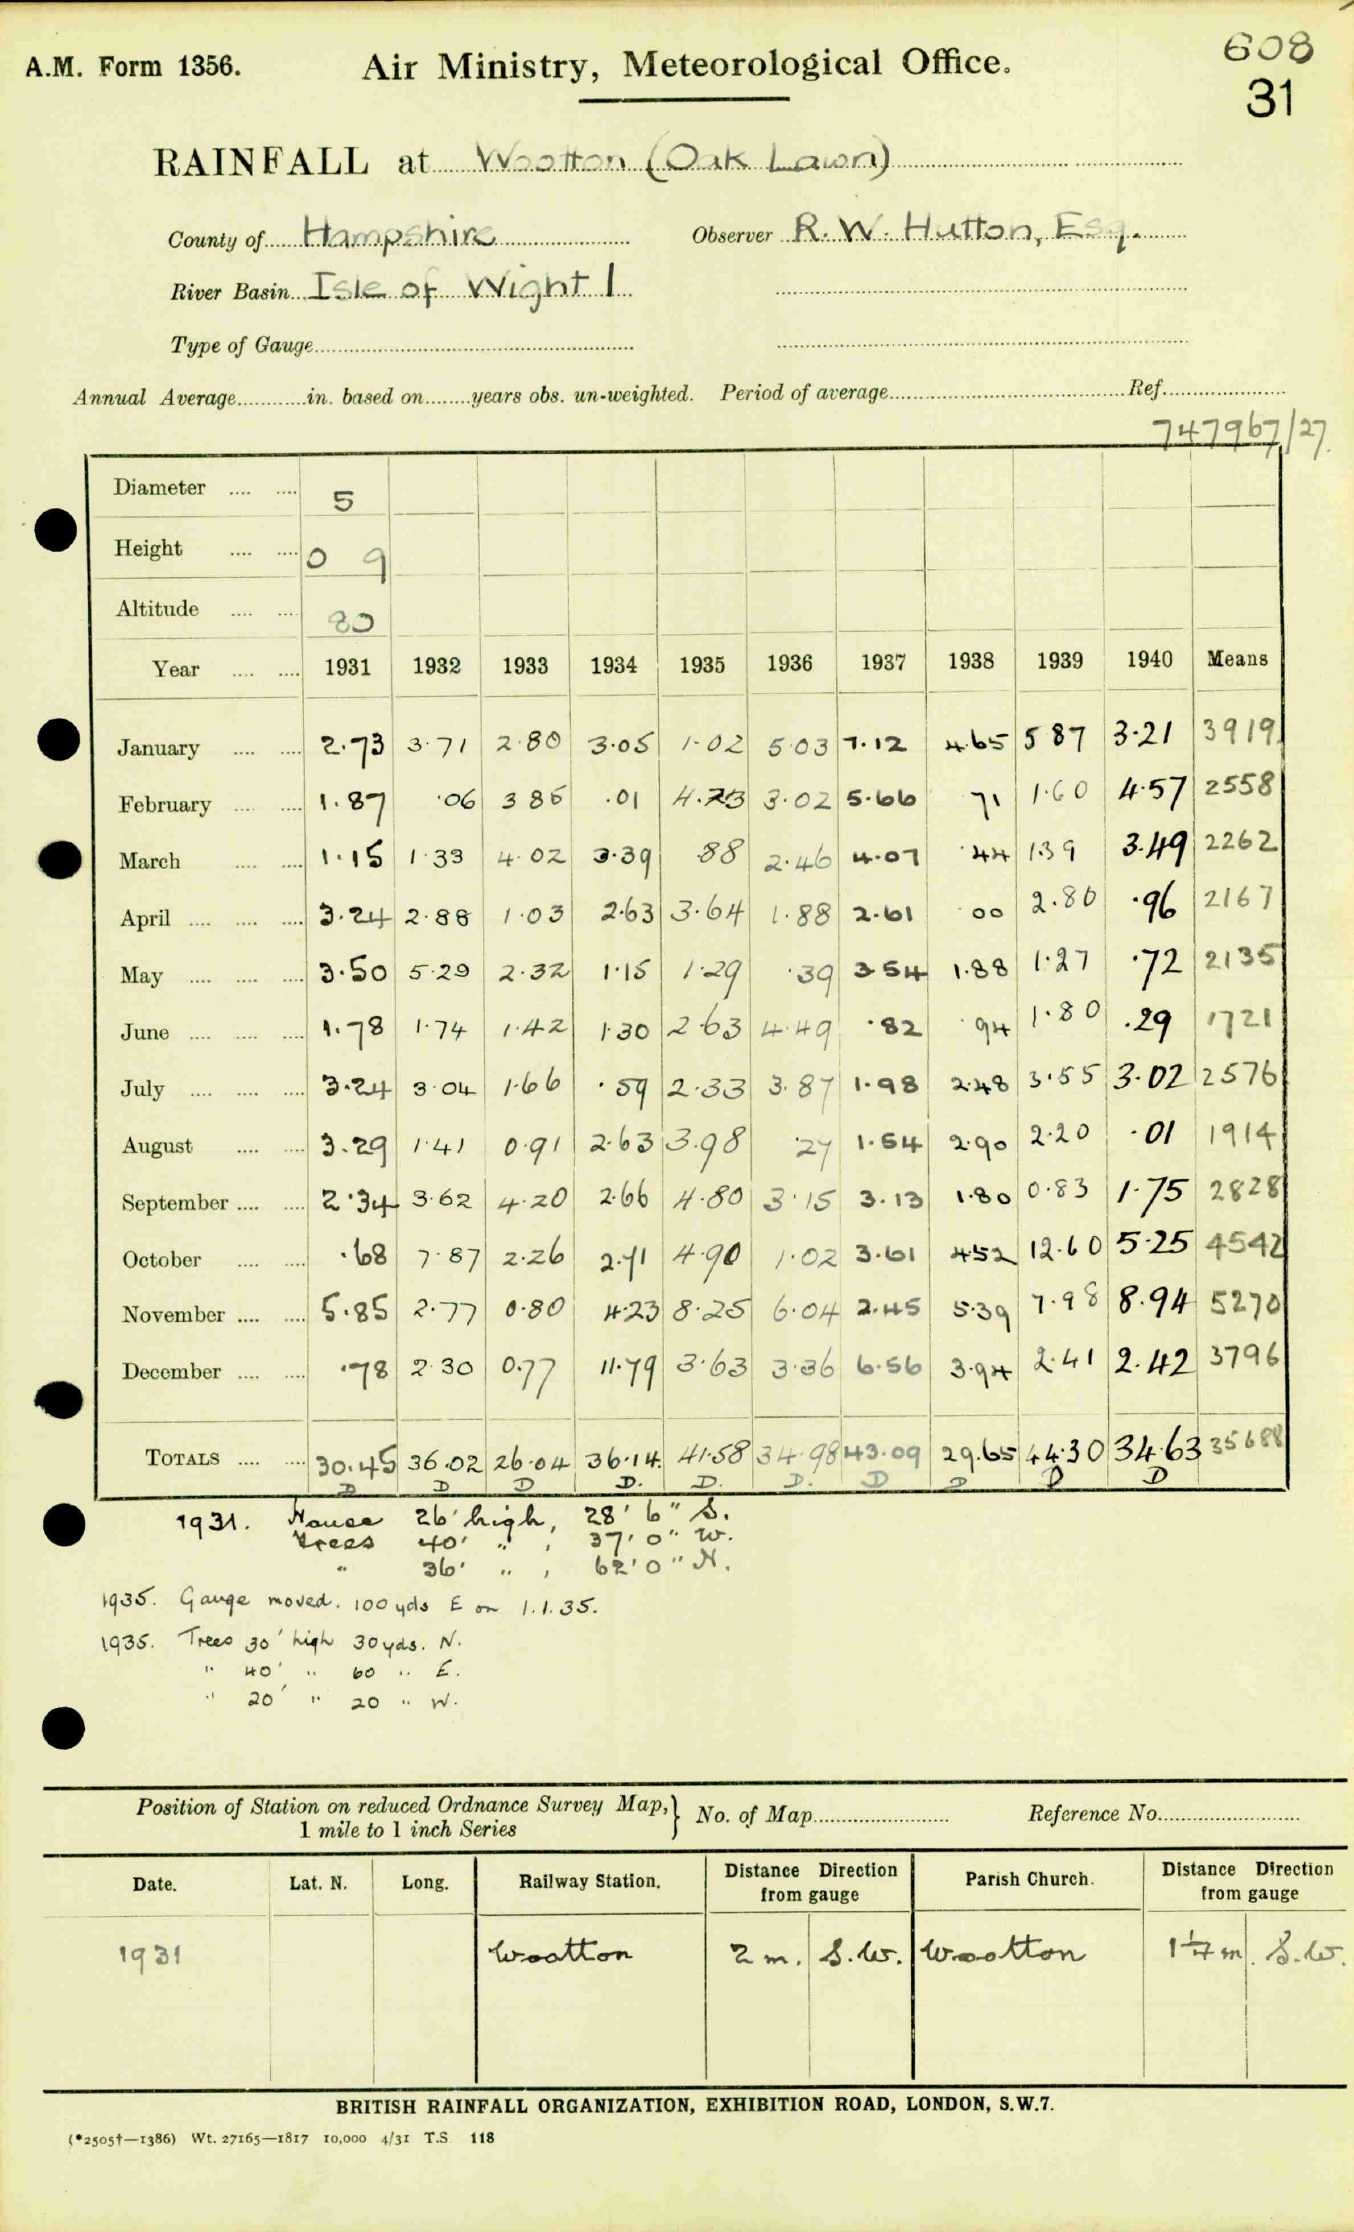 A.M. Form 1356.
Air Ministry, Meteorological Office.
608
31
RAINFALL at Wootton (Oak Lawn)
County of Hampshire Observer R. W. Hutton, Esq.
River Basin Isle of Wight 1
Type of Gauge
Annual Average in. based on years obs. un-weighted. Period of average Ref.
747967/27.
Diameter 5
Height 0 9
Altitude 80
Year 1931 1932 1933 1934 1935 1936 1937 1938 1939 1940 Means
January 2.73 3.71 2.80 3.05 1.02 5.03 7.12 4.65 5 87 3.21 3919
February 1.87 .06 3 85 .01 4.73 3.02 5.66 71 1.60 4.57 2558
March 1.15 1.33 4.02 3.39 .88 2.46 4.07 .44 1.39 3.49 2262
April 3.24 2.88 1.03 2.63 3.64 1.88 2.61 00 2.80 .96 2167
May 3.50 5.29 2.32 1.15 1.29 .39 3.54 1.88 1.27 .72 2135
June 1.78 1.74 1.42 1.30 2.63 4.49 .82 .94 1.80 .29 1721
July 3.24 3.04 1.66 .59 2.33 3.87 1.98 2.48 3.55 3.02 2576
August 3.29 1.41 0.91 2.63 3.98 .27 1.54 2.90 2.20 .01 1914
September 2.34 3.62 4.20 2.66 4.80 3.15 3.13 1.80 0.83 1.75 2828
October .68 7.87 2.26 2.71 4.90 1.02 3.61 4.52 12.60 5.25 4542
November 5.85 2.77 0.80 4.23 8.25 6.04 2.45 5.39 7.98 8.94 5270
December .78 2.30 0.77 11.79 3.63 3.36 6.56 3.94 2.41 2.42 3796
TOTALS 30.45 36.02 26.04 36.14 41.58 34.98 43.09 29.65 44.30 34.63 35688
D D D D. D. D. D D D D
1931. House 26' high, 28' 6" S.
Trees 40' " , 37' 0" W.
" 36' " , 62' 0" N.
1935. Gauge moved. 100 yds E on 1.1.35.
1935. Trees 30' high 30 yds. N.
" 40' " 60 " E.
" 20' " 20 " W.
Position of Station on reduced Ordnance Survey Map, } No. of Map Reference No.
1 mile to 1 inch Series
Date. Lat. N. Long. Railway Station. Distance Direction from gauge Parish Church. Distance Direction from gauge
1931 Wootton 2 m. S.W. Wootton S.W.
BRITISH RAINFALL ORGANIZATION, EXHIBITION ROAD, LONDON, S.W.7.
(*2505†—1386) Wt. 27165—1817 10,000 4/31 T.S 118